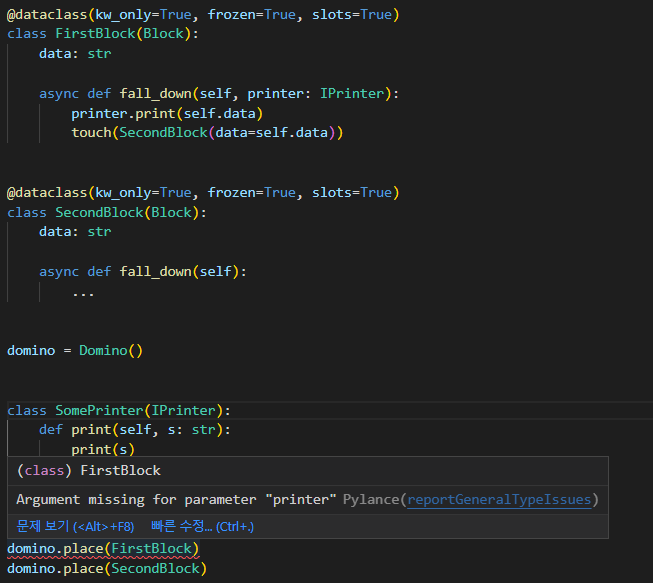 @dataclass(kw_only=True, frozen=True, slots=True)
class FirstBlock(Block):
    data: str
    async def fall_down(self, printer: IPrinter):
        printer.print(self.data)
        touch(SecondBlock(data=self.data))
@dataclass(kw_only=True, frozen=True, slots=True)
class SecondBlock(Block):
    data: str
    async def fall_down(self):
        ...
domino = Domino()
class SomePrinter(IPrinter):
    def print(self, s: str):
        print(s)
(class) FirstBlock
Argument missing for parameter "printer" Pylance(reportGeneralTypeIssues)
문제 보기 (<Alt>+F8) 빠른 수정... (Ctrl+.)
domino.place(FirstBlock)
domino.place(SecondBlock)